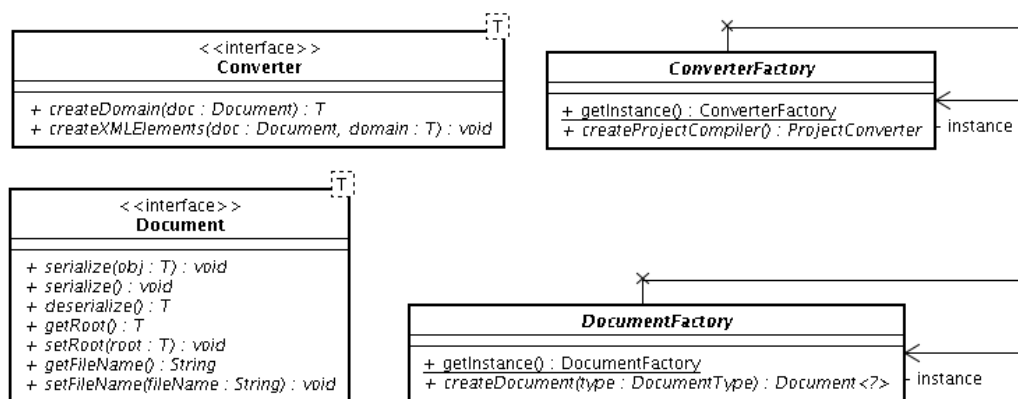 T
<<interface>>
Converter
+ createDomain(doc : Document) : T
+ createXMLElements(doc : Document, domain : T) : void
ConverterFactory
+ getInstance() : ConverterFactory
+ createProjectCompiler() : ProjectConverter
- instance
T
<<interface>>
Document
+ serialize(obj : T) : void
+ serialize() : void
+ deserialize() : T
+ getRoot() : T
+ setRoot(root : T) : void
+ getFileName() : String
+ setFileName(fileName : String) : void
DocumentFactory
+ getInstance() : DocumentFactory
+ createDocument(type : DocumentType) : Document<?>
- instance